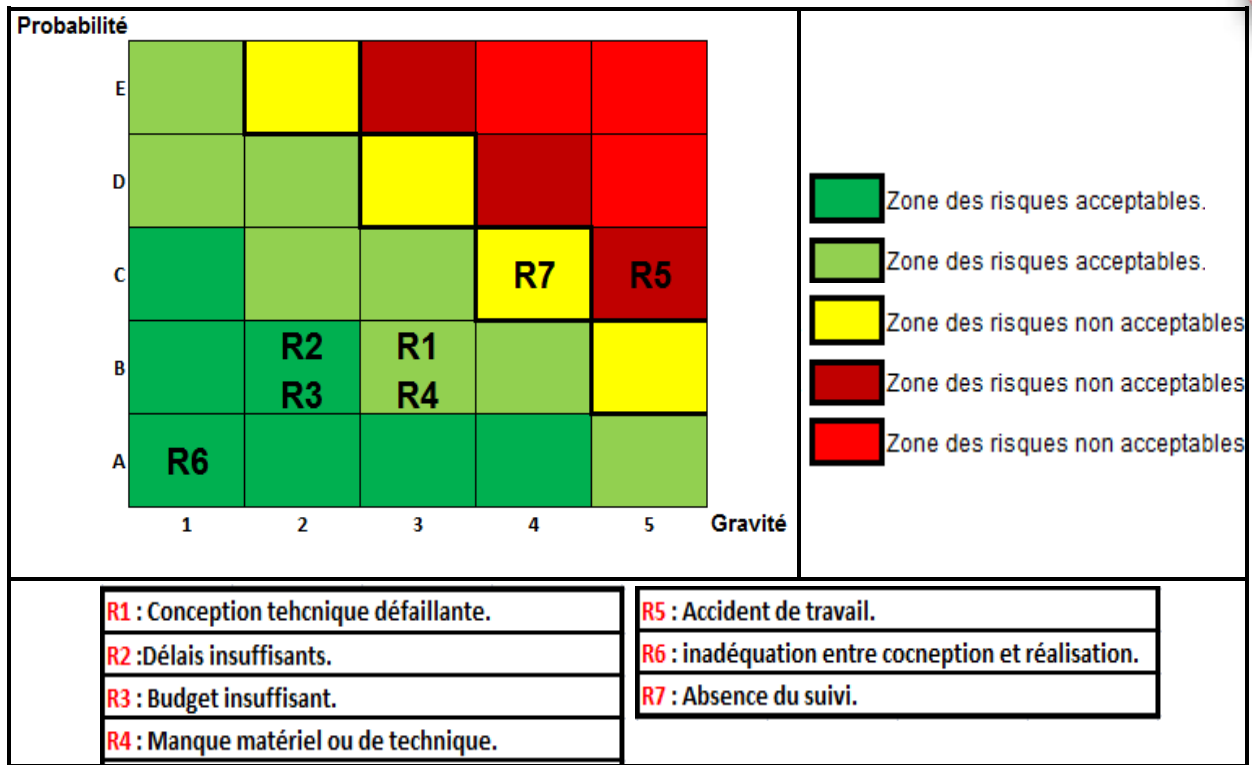 Probabilité
E
D
C
R7
R5
B
R2
R1
R3
R4
A
R6
1
2
3
4
5
Gravité
Zone des risques acceptables.
Zone des risques acceptables.
Zone des risques non acceptables
Zone des risques non acceptables
Zone des risques non acceptables
R1 : Conception tehcnique défaillante.
R2 :Délais insuffisants.
R3 : Budget insuffisant.
R4 : Manque matériel ou de technique.
R5 : Accident de travail.
R6 : inadéquation entre cocneption et réalisation.
R7 : Absence du suivi.